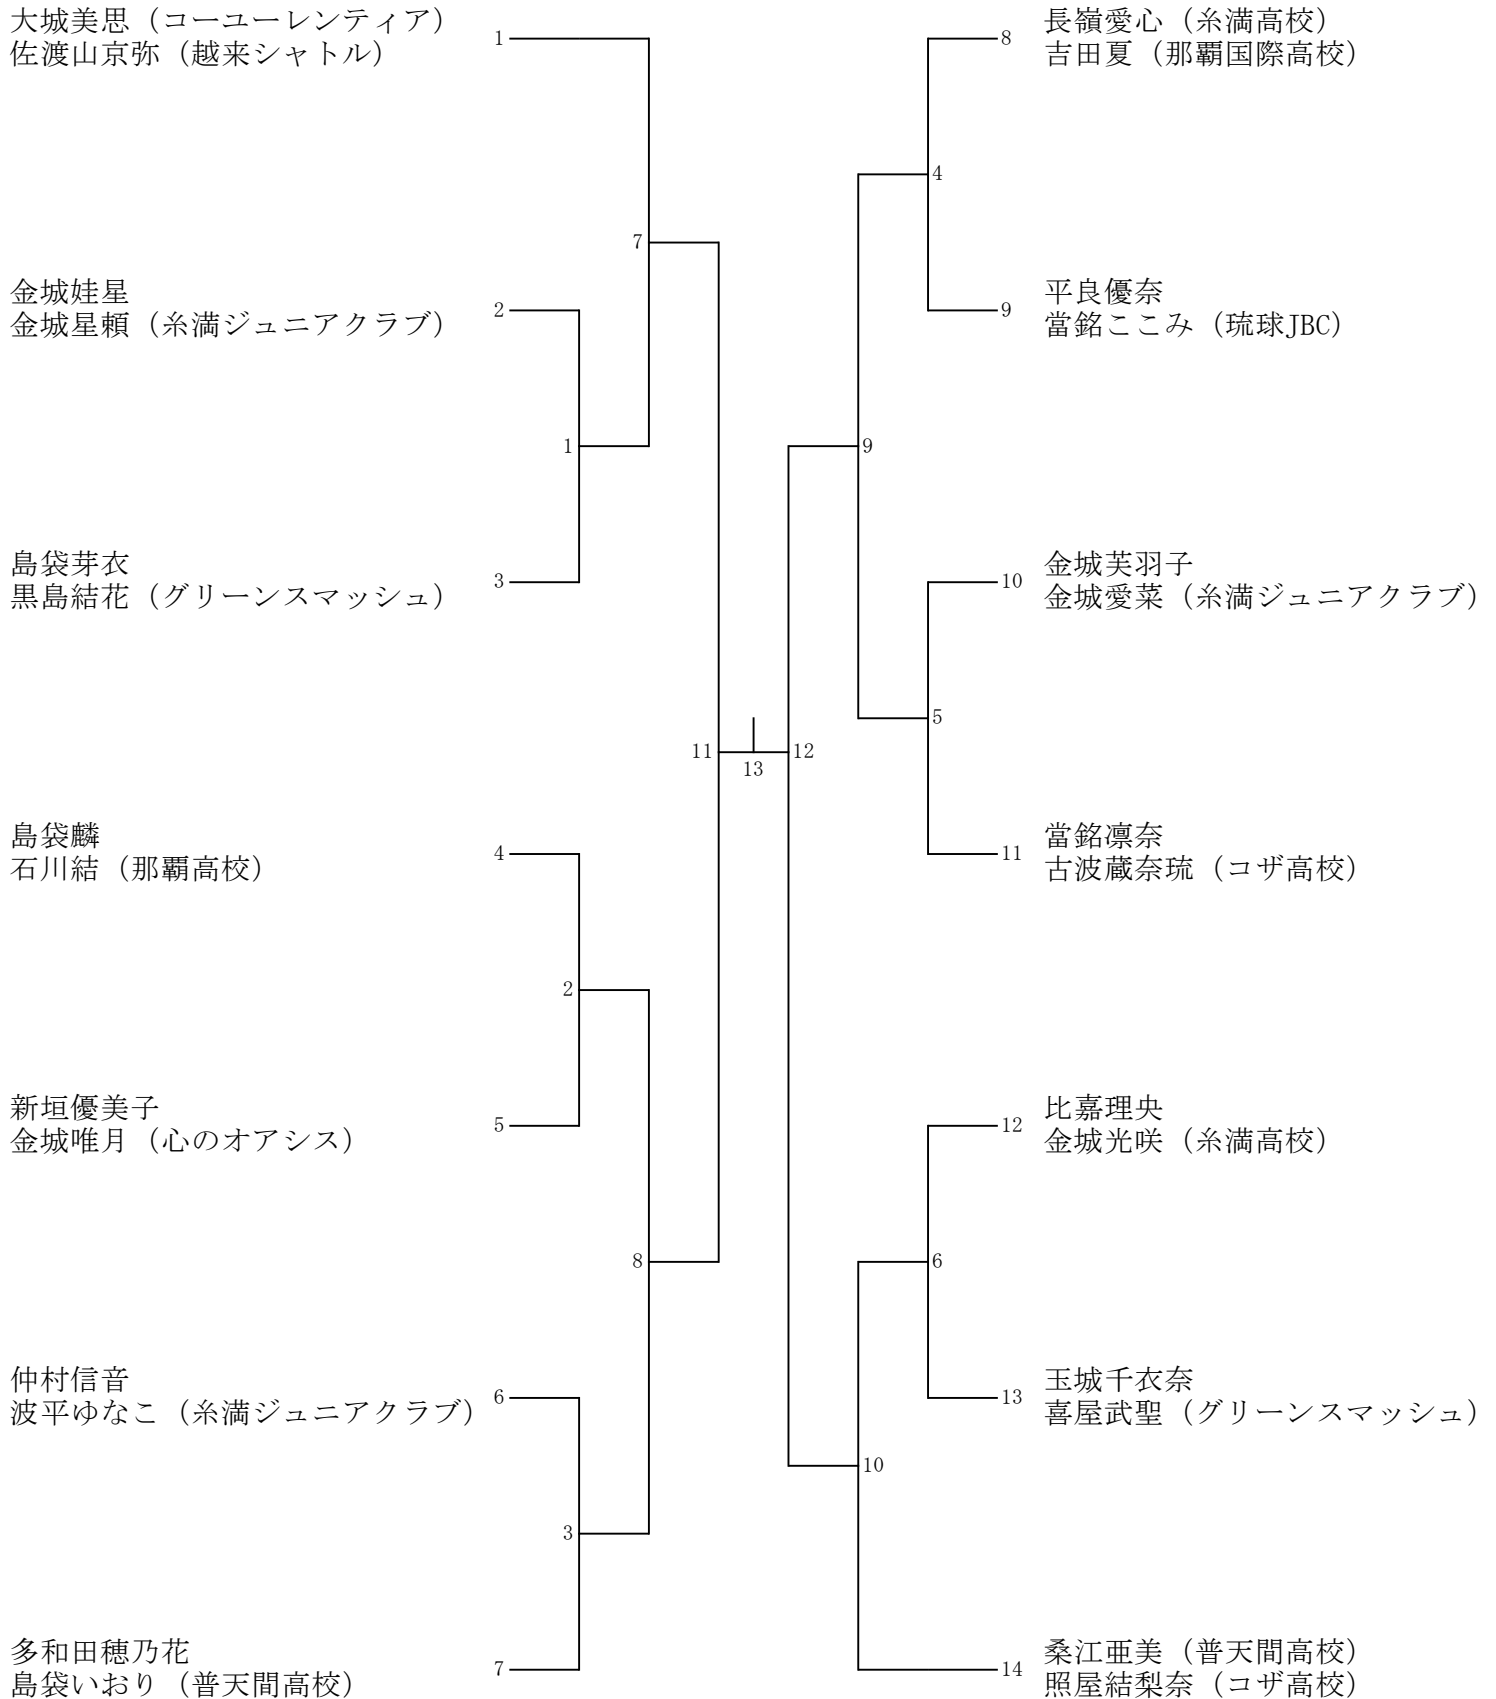 大城美思（コーユーレンティア）
佐渡山京弥（越来シャトル）
1
金城娃星
金城星頼（糸満ジュニアクラブ）
2
島袋芽衣
黒島結花（グリーンスマッシュ）
3
島袋麟
石川結（那覇高校）
4
新垣優美子
金城唯月（心のオアシス）
5
仲村信音
波平ゆなこ（糸満ジュニアクラブ）
6
多和田穂乃花
島袋いおり（普天間高校）
7
1
2
3
7
8
11
13
12
9
10
4
5
6
8
長嶺愛心（糸満高校）
吉田夏（那覇国際高校）
9
平良優奈
當銘ここみ（琉球JBC）
10
金城芙羽子
金城愛菜（糸満ジュニアクラブ）
11
當銘凛奈
古波蔵奈琉（コザ高校）
12
比嘉理央
金城光咲（糸満高校）
13
玉城千衣奈
喜屋武聖（グリーンスマッシュ）
14
桑江亜美（普天間高校）
照屋結梨奈（コザ高校）